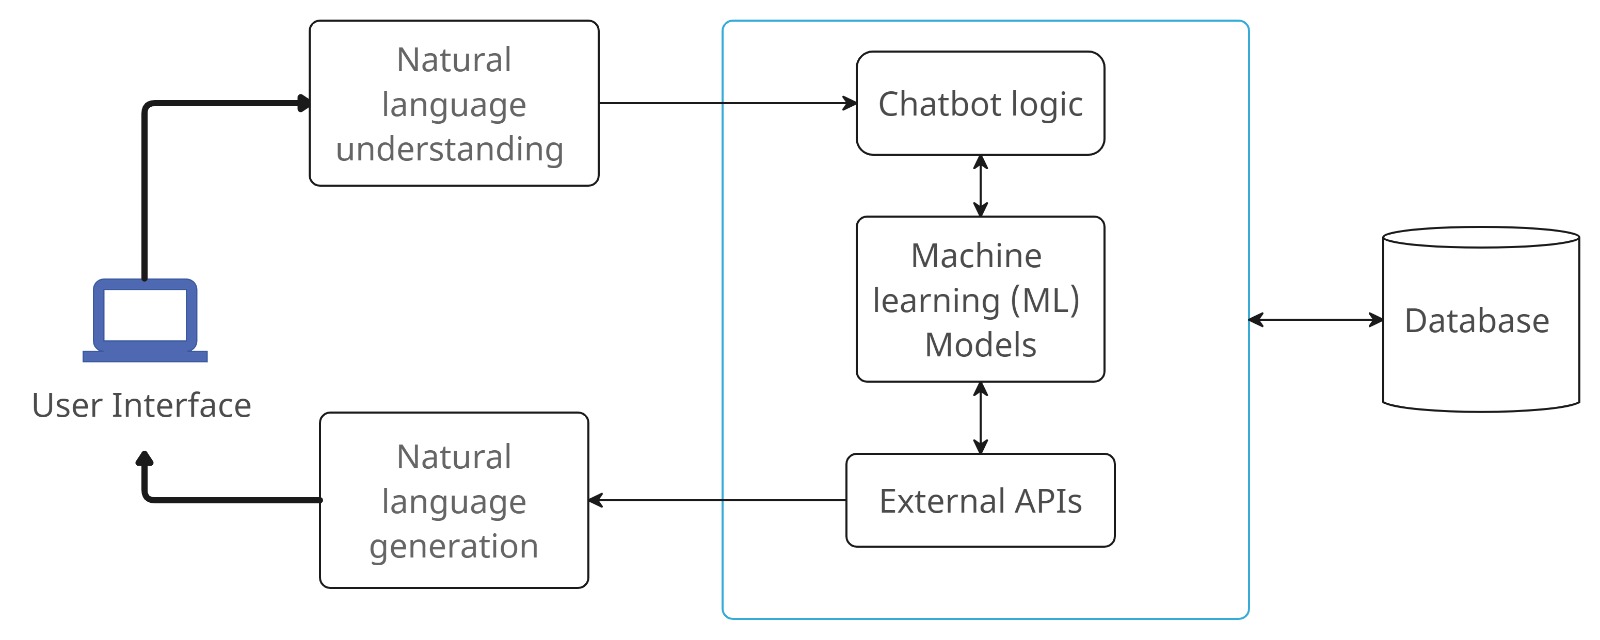 Natural
language
understanding
Chatbot logic
Machine
learning (ML)
Models
Database
User Interface
Natural
language
generation
External APIs